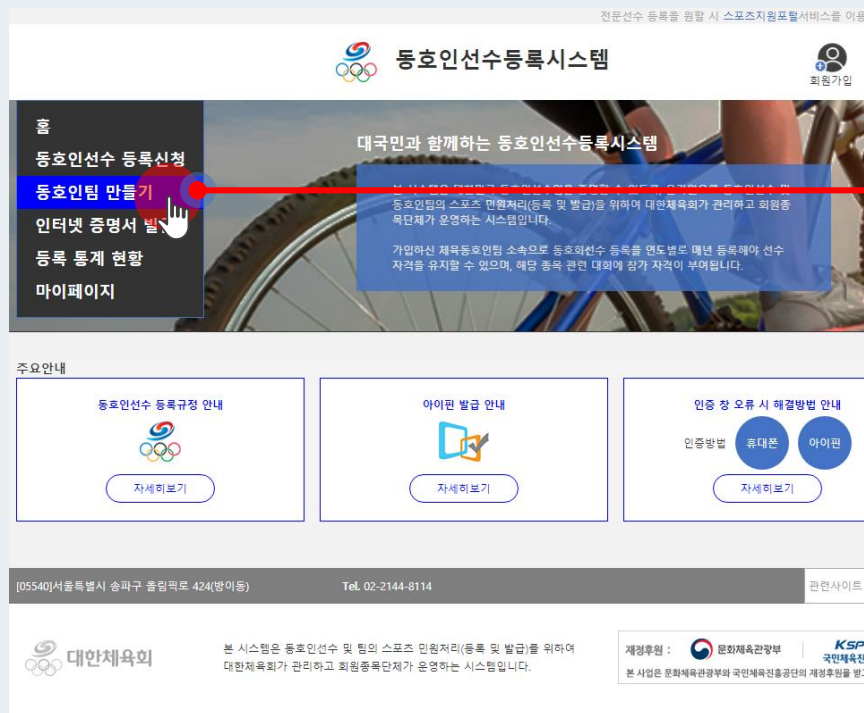 전문선수 등록을 원할 시 스포츠지원포털서비스를 이용
동호인선수등록시스템
회원가입
홈
동호인선수 등록신청
동호인팀 만들기
인터넷 증명서 발
등록 통계 현황
마이페이지
대국민과 함께하는 동호인선수등록시스템
동호인팀의 스포츠 민원처리(등록 및 발급)을 위하여 대한체육회가 관리하고 회원종
목단체가 운영하는 시스템입니다.
가입하신 체육동호인팀 소속으로 동호회선수 등록을 연도별로 매년 등록해야 선수
자격을 유지할 수 있으며, 해당 종목 관련 대회에 참가 자격이 부여됩니다.
주요안내
동호인선수 등록규정 안내
자세히보기
아이핀 발급 안내
자세히보기
인증 창 오류 시 해결방법 안내
인증방법 휴대폰 아이핀
자세히보기
[05540]서울특별시 송파구 올림픽로 424(방이동) Tel. 02-2144-8114
관련사이트
대한체육회
본 시스템은 동호인선수 및 팀의 스포츠 민원처리(등록 및 발급)를 위하여
대한체육회가 관리하고 회원종목단체가 운영하는 시스템입니다.
재정후원 : 문화체육관광부 KSP
국민체육진
본 사업은 문화체육관광부와 국민체육진흥공단의 재정후원을 받고